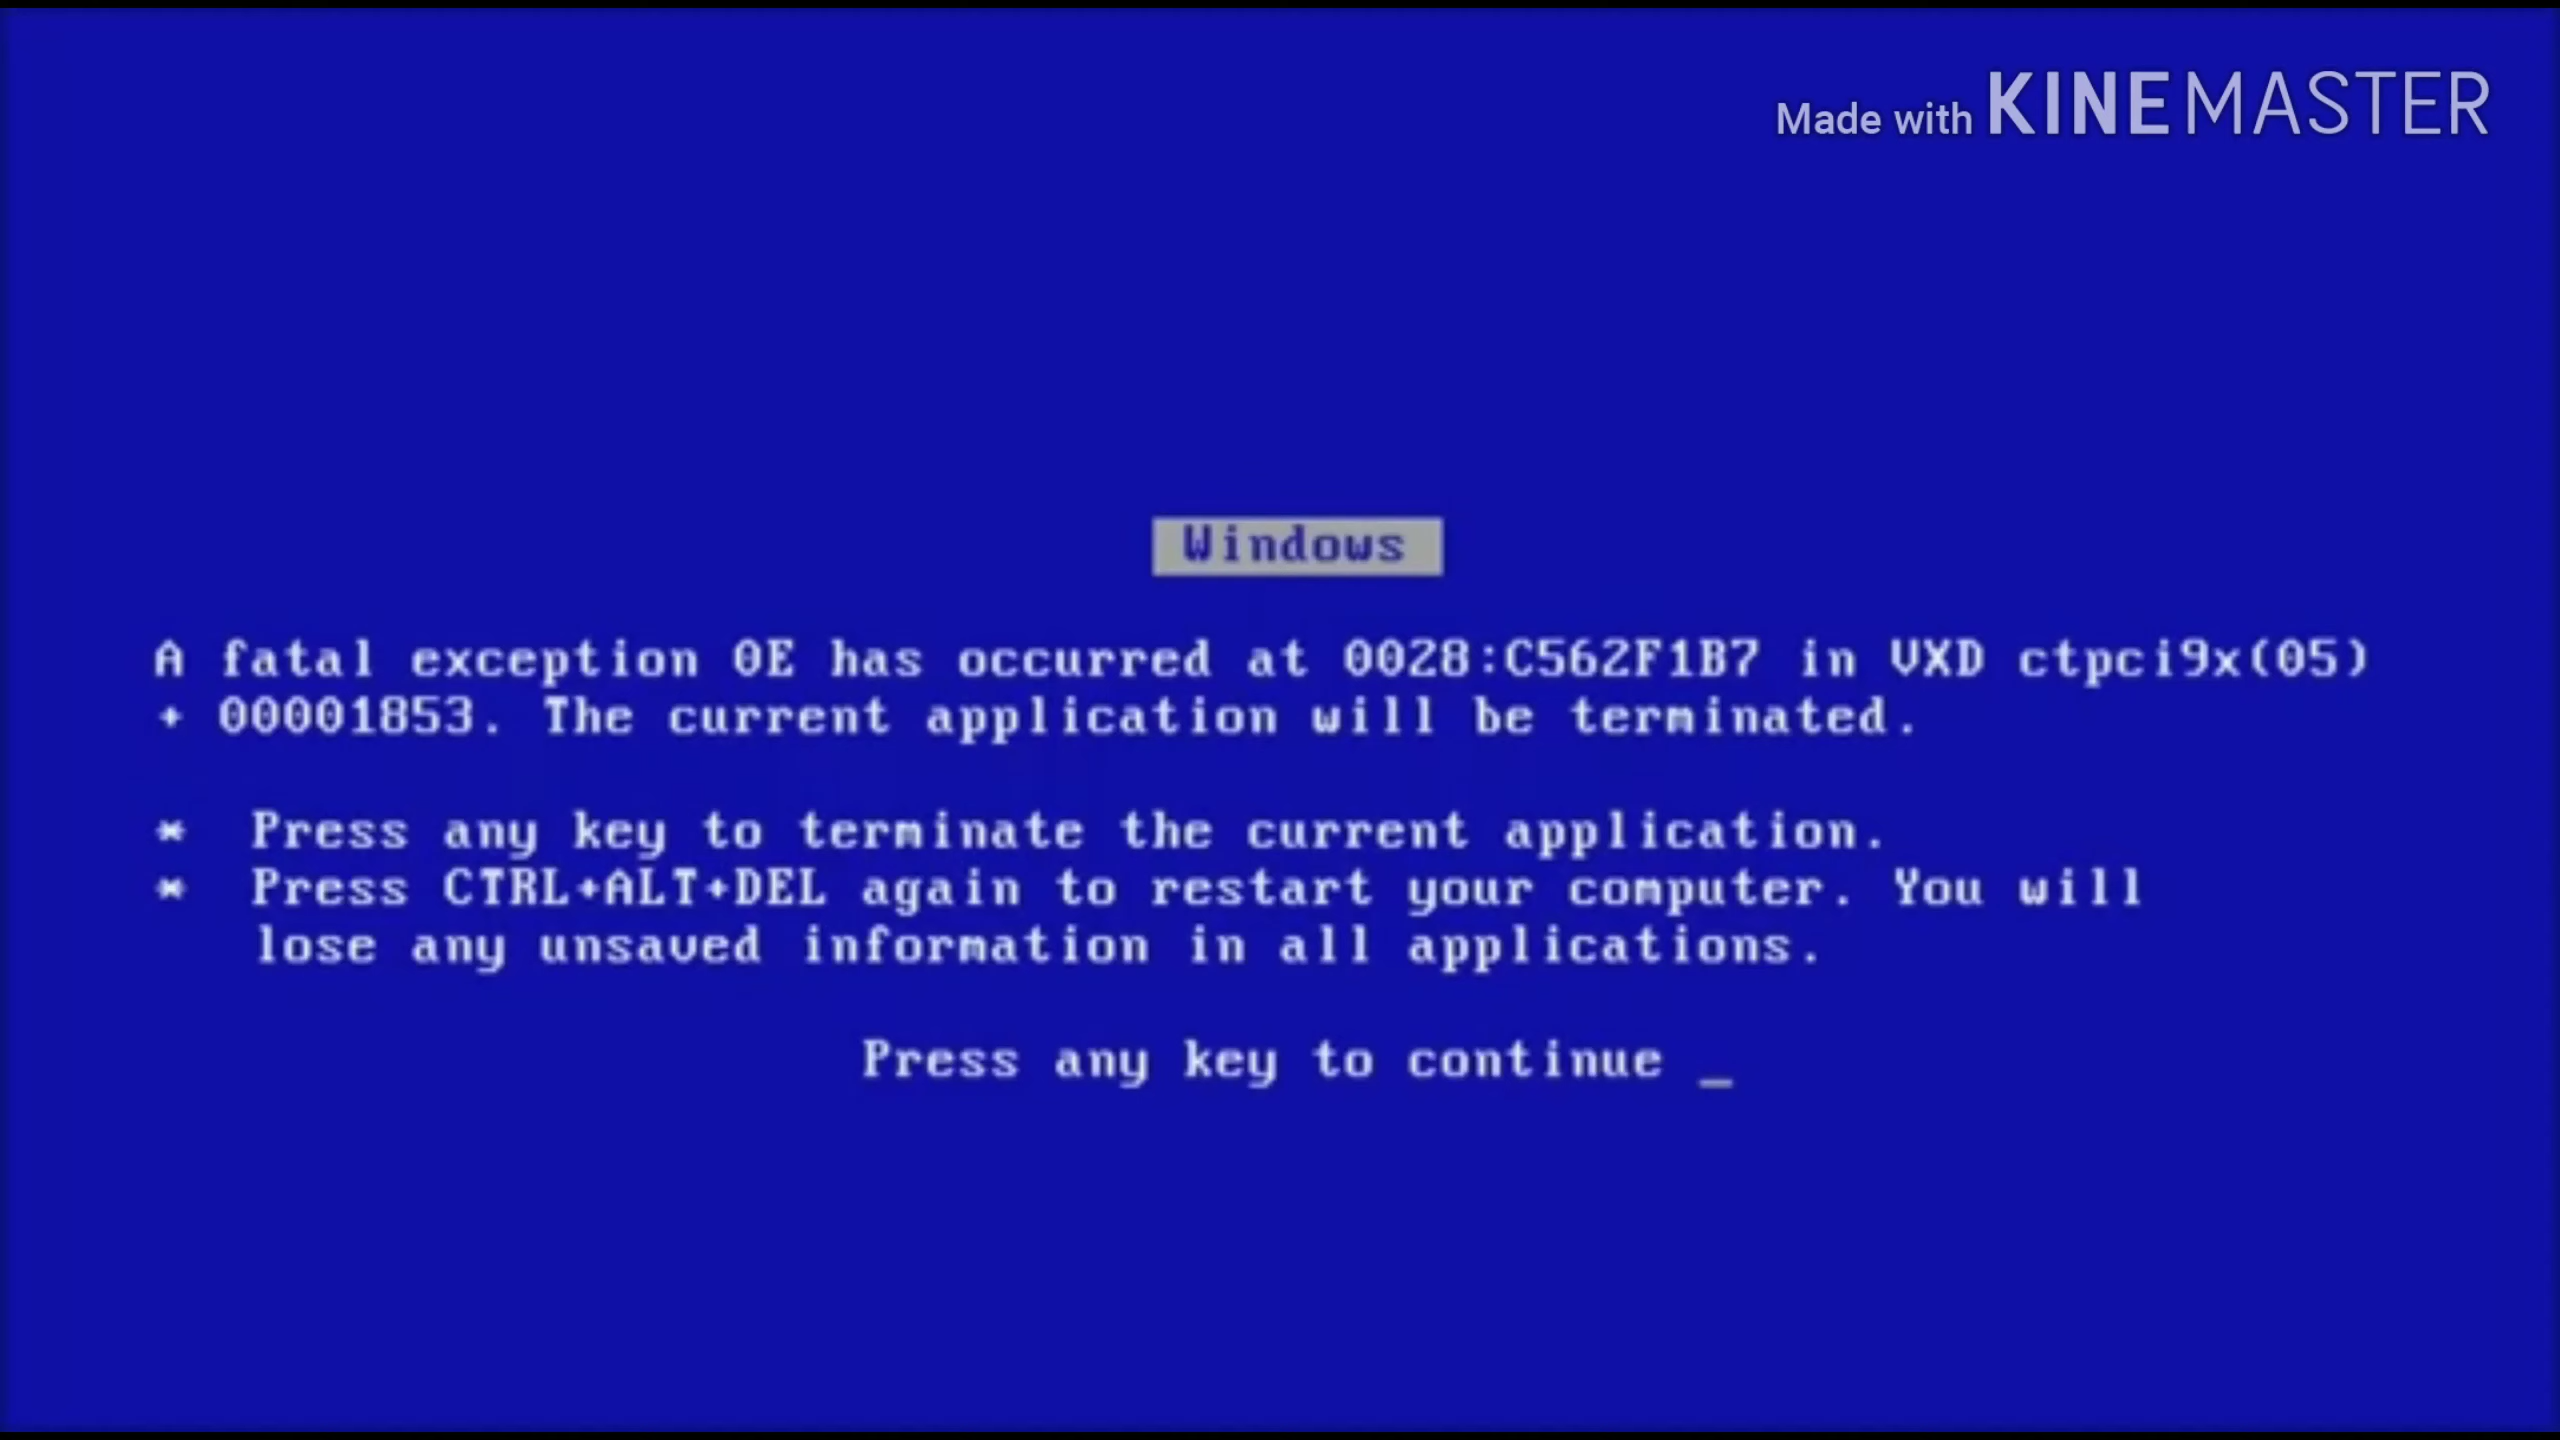 Made with KINEMASTER
Windows
A fatal exception 0E has occurred at 0028:C562F1B7 in VXD ctpci9x(05)
+ 00001853. The current application will be terminated.
* Press any key to terminate the current application.
* Press CTRL+ALT+DEL again to restart your computer. You will
lose any unsaved information in all applications.
Press any key to continue _